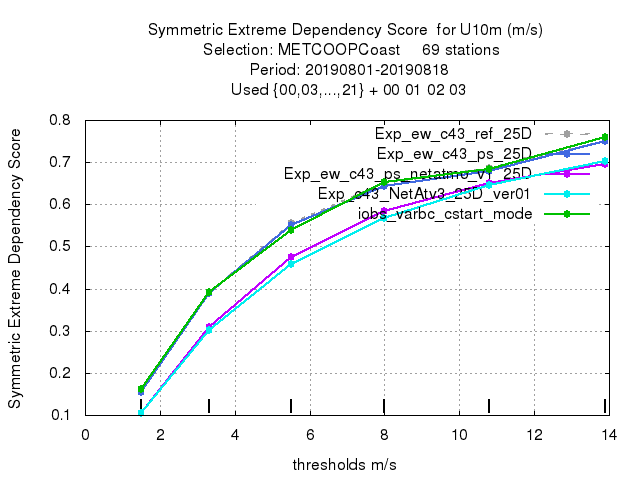 Symmetric Extreme Dependency Score for U10m (m/s)
Selection: METCOOPCoast 69 stations
Period: 20190801-20190818
Used {00,03,...,21} + 00 01 02 03
Symmetric Extreme Dependency Score
0.8
0.7
0.6
0.5
0.4
0.3
0.2
0.1
Exp_ew_c43_ref_25D
Exp_ew_c43_ps_25D
Exp_ew_c43_ps_netatmo_v1_25D
Exp_c43_NetAtv3_25D_ver01
iobs_varbc_cstart_mode
0 2 4 6 8 10 12 14
thresholds m/s